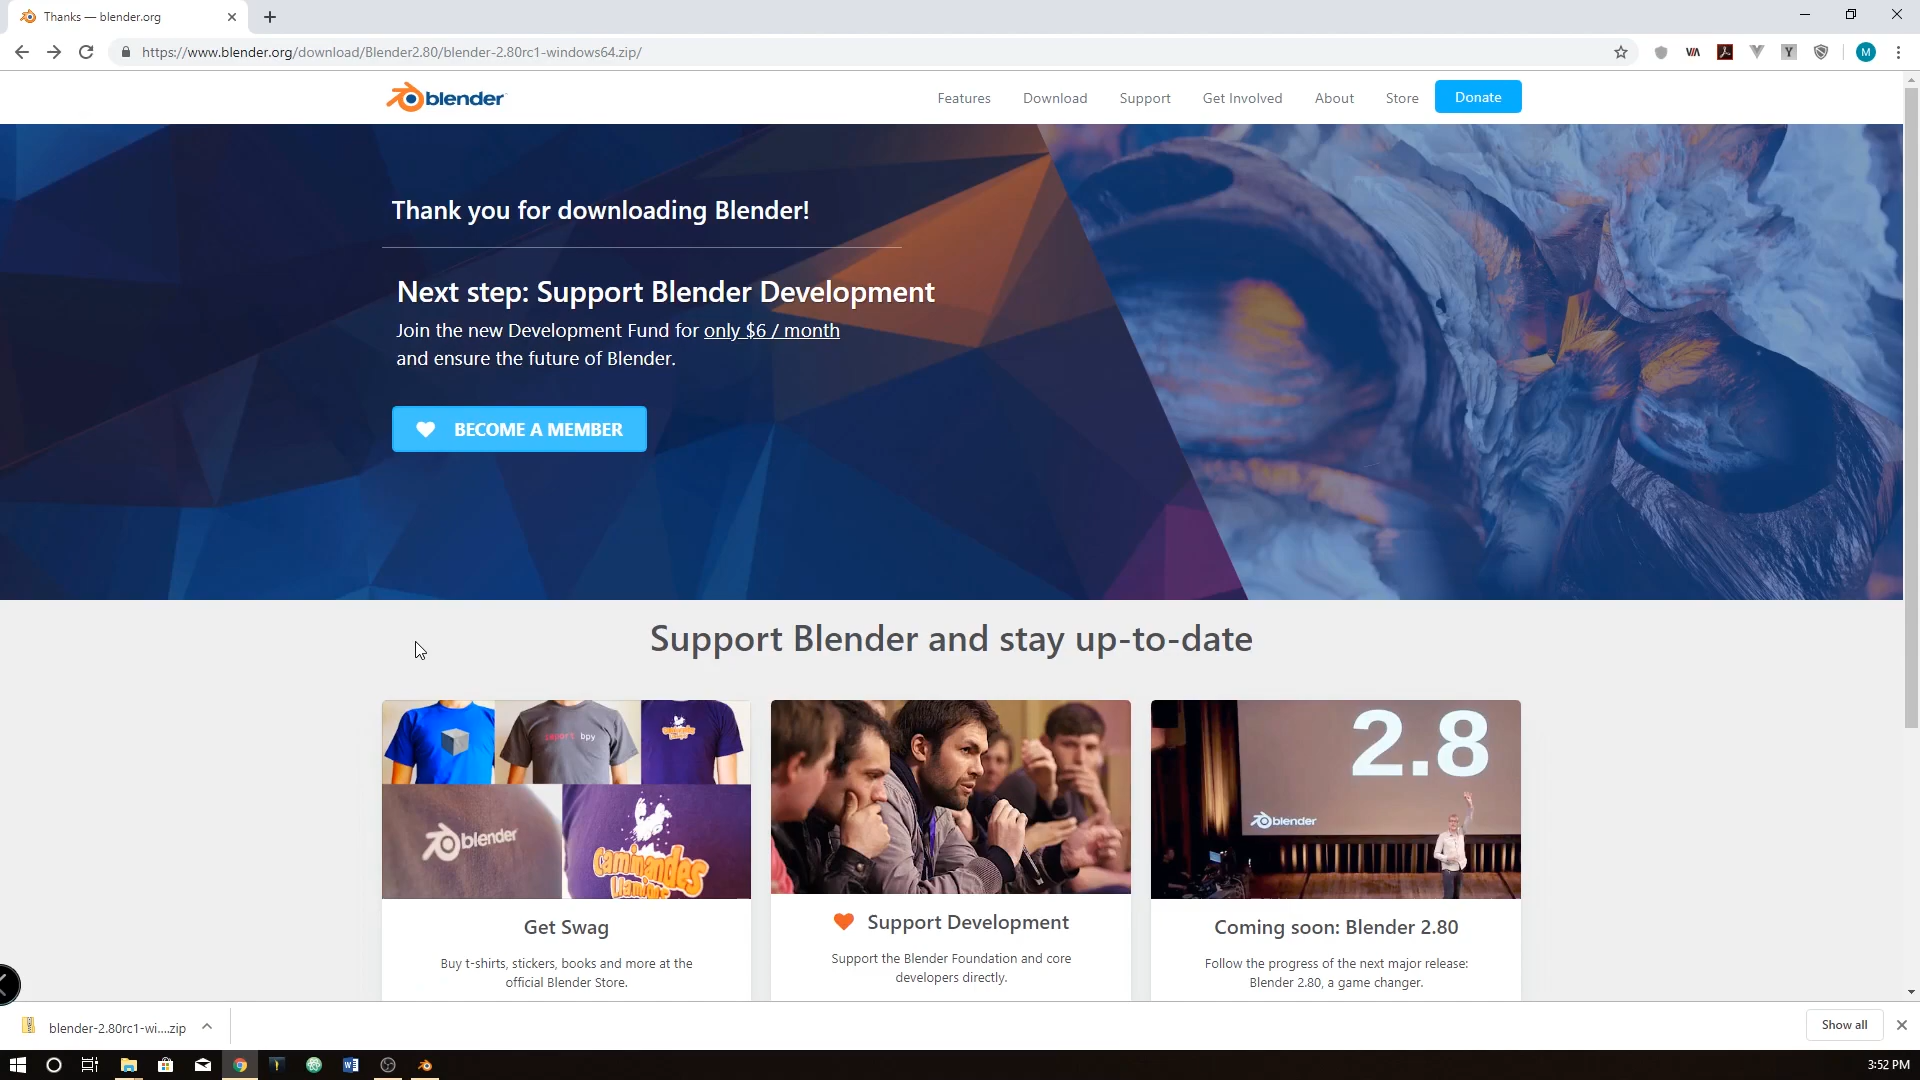 Thanks — blender.org
https://www.blender.org/download/Blender2.80/blender-2.80rc1-windows64.zip/
VIA
Y
M
blender
Features
Download
Support
Get Involved
About
Store
Donate
Thank you for downloading Blender!
Next step: Support Blender Development
Join the new Development Fund for only $6 / month
and ensure the future of Blender.
BECOME A MEMBER
Support Blender and stay up-to-date
import bpy
blender
Caminandes
Llamigos
2.8
blender
Get Swag
Buy t-shirts, stickers, books and more at the
official Blender Store.
Support Development
Support the Blender Foundation and core
developers directly.
Coming soon: Blender 2.80
Follow the progress of the next major release:
Blender 2.80, a game changer.
blender-2.80rc1-wi....zip
Show all
3:52 PM